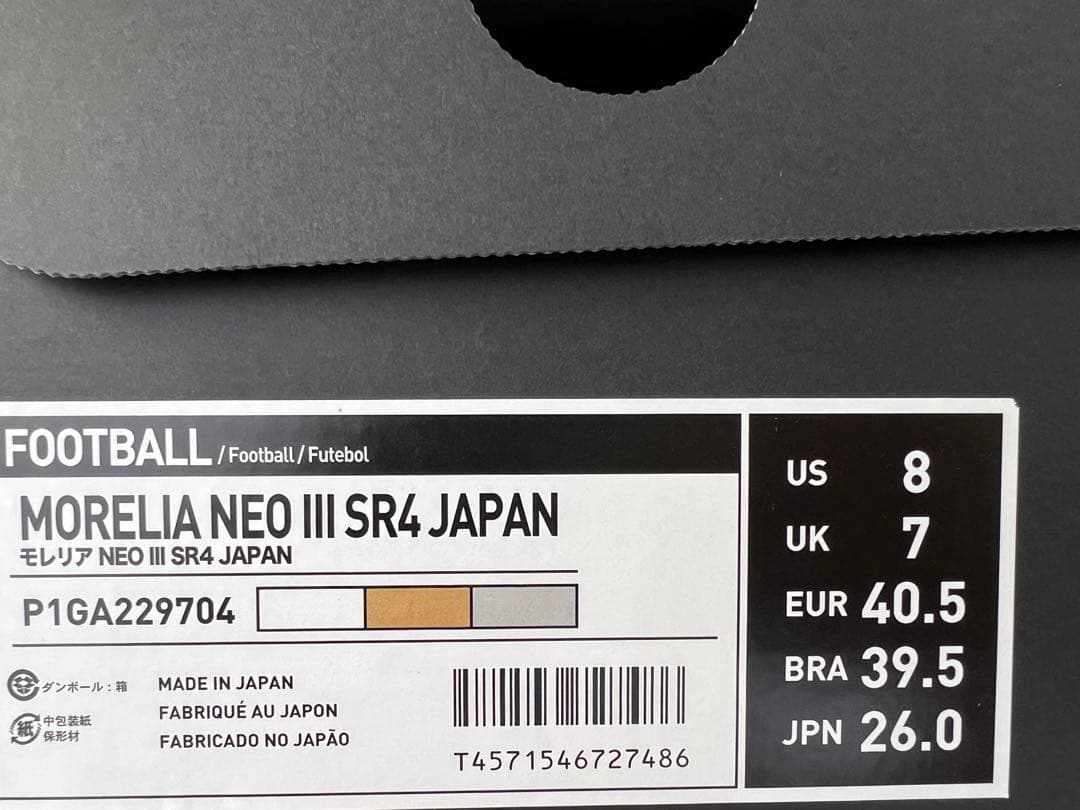 FOOTBALL / Football / Futebol
MORELIA NEO III SR4 JAPAN
モレリア NEO III SR4 JAPAN
P1GA229704
ダンボール : 箱
紙 中包装紙
保形材
MADE IN JAPAN
FABRIQUÉ AU JAPON
FABRICADO NO JAPÃO
T4571546727486
US 8
UK 7
EUR 40.5
BRA 39.5
JPN 26.0